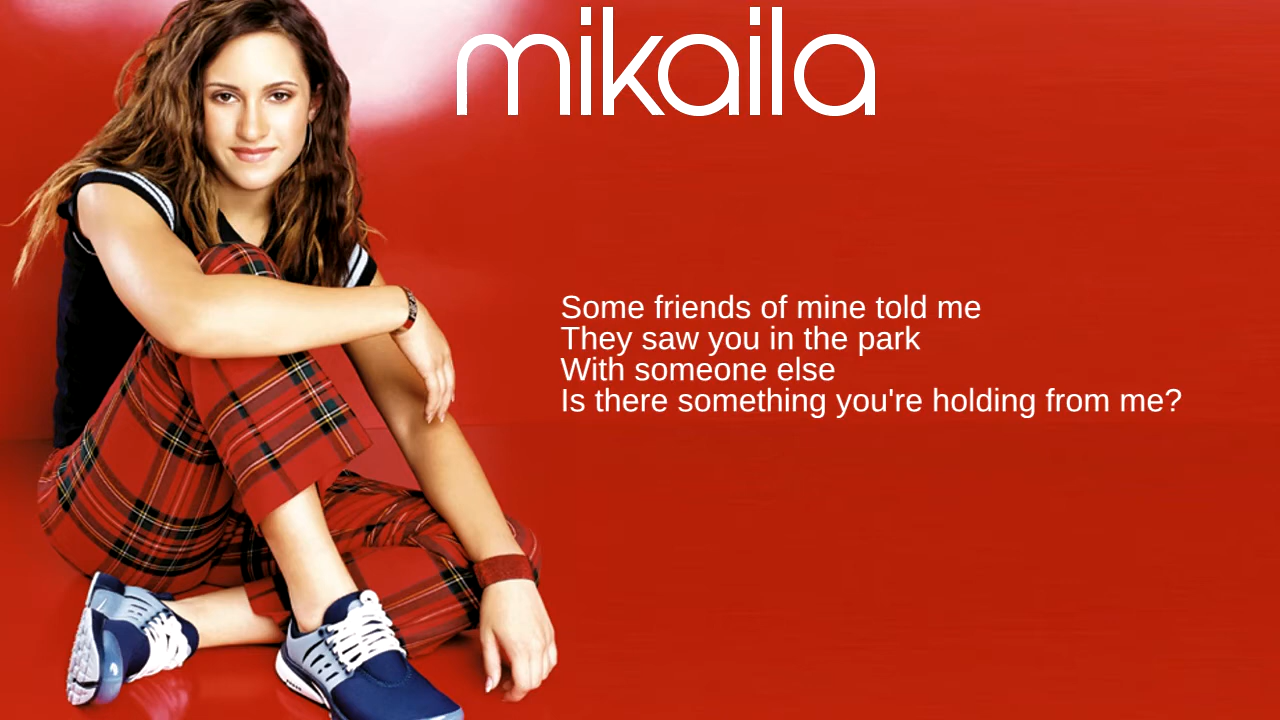 mikaila
Some friends of mine told me
They saw you in the park
With someone else
Is there something you're holding from me?